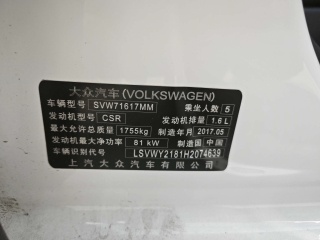 大众汽车(VOLKSWAGEN)
车辆型号 SVW71617MM 乘坐人数 5
发动机型号 CSR 发动机排量 1.6 L
最大允许总质量 1755kg 制造年月 2017.05
发动机最大净功率 81 kW 制造国 中国
车辆识别代号 LSVWY2181H2074639
上汽大众汽车有限公司